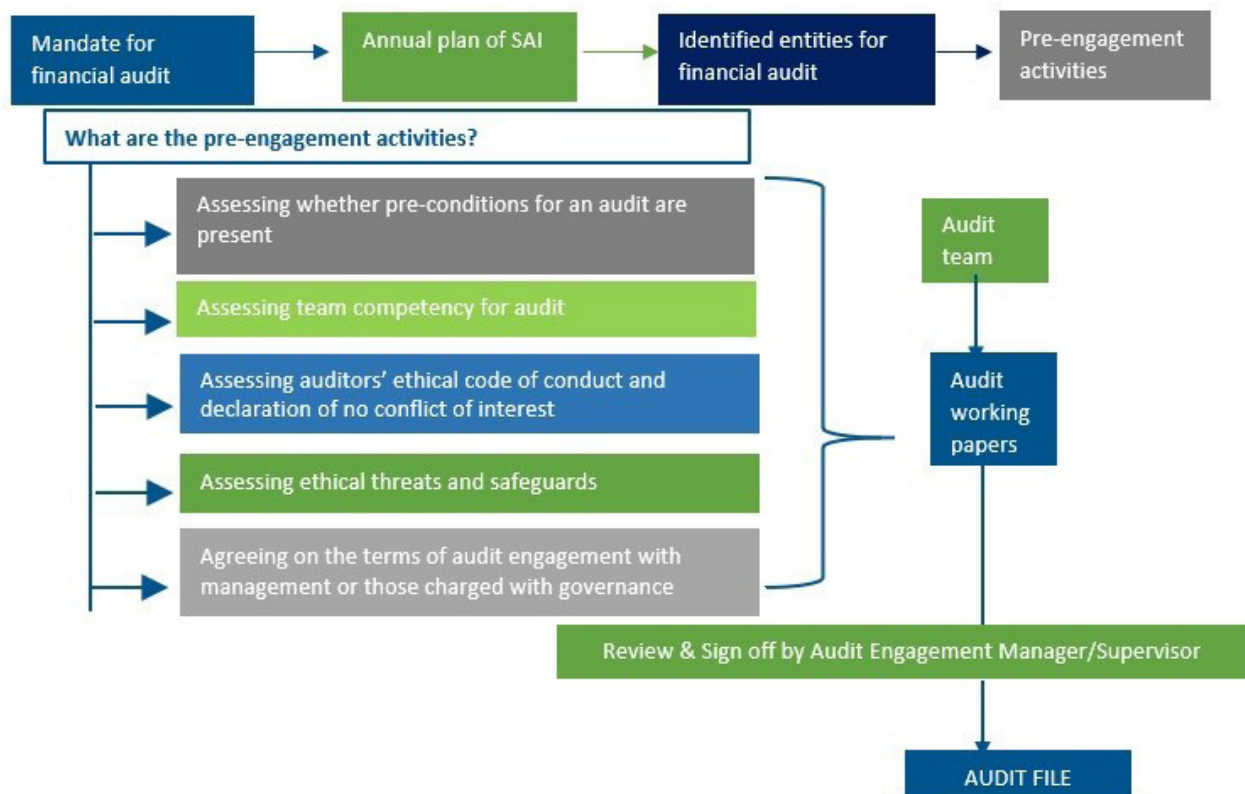 Mandate for
financial audit
Annual plan of SAI
Identified entities for
financial audit
Pre-engagement
activities
What are the pre-engagement activities?
Assessing whether pre-conditions for an audit are
present
Assessing team competency for audit
Assessing auditors’ ethical code of conduct and
declaration of no conflict of interest
Assessing ethical threats and safeguards
Agreeing on the terms of audit engagement with
management or those charged with governance
Audit
team
Audit
working
papers
Review & Sign off by Audit Engagement Manager/Supervisor
AUDIT FILE